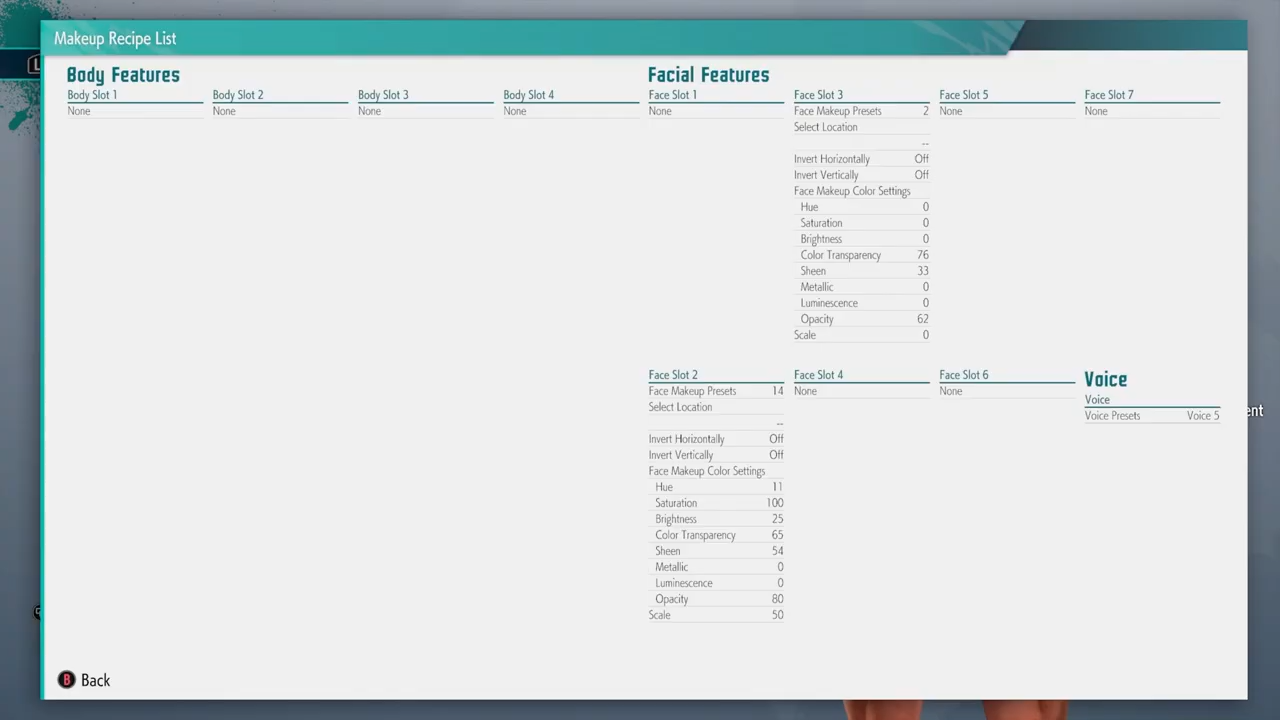 Makeup Recipe List
Body Features
Body Slot 1
None
Body Slot 2
None
Body Slot 3
None
Body Slot 4
None
Facial Features
Face Slot 1
None
Face Slot 3
Face Makeup Presets 2
Select Location
--
Invert Horizontally Off
Invert Vertically Off
Face Makeup Color Settings
Hue 0
Saturation 0
Brightness 0
Color Transparency 76
Sheen 33
Metallic 0
Luminescence 0
Opacity 62
Scale 0
Face Slot 5
None
Face Slot 7
None
Face Slot 2
Face Makeup Presets 14
Select Location
--
Invert Horizontally Off
Invert Vertically Off
Face Makeup Color Settings
Hue 11
Saturation 100
Brightness 25
Color Transparency 65
Sheen 54
Metallic 0
Luminescence 0
Opacity 80
Scale 50
Face Slot 4
None
Face Slot 6
None
Voice
Voice
Voice Presets Voice 5
ent
L
B Back